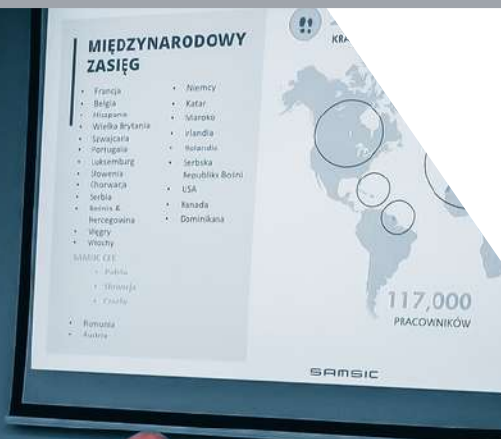 MIĘDZYNARODOWY
ZASIĘG
• Francja
• Belgia
• Hiszpania
• Wielka Brytania
• Szwajcaria
• Portugalia
• Luksemburg
• Słowenia
• Chorwacja
• Serbia
• Bośnia &
Hercegowina
• Węgry
• Włochy
SAMSIC CEE
• Polska
• Słowacja
• Czechy
• Rumunia
• Austria
• Niemcy
• Katar
• Maroko
• Irlandia
• Holandia
• Serbska
Republiki Bośni
• USA
• Kanada
• Dominikana
KRA
117,000
PRACOWNIKÓW
SAMSIC